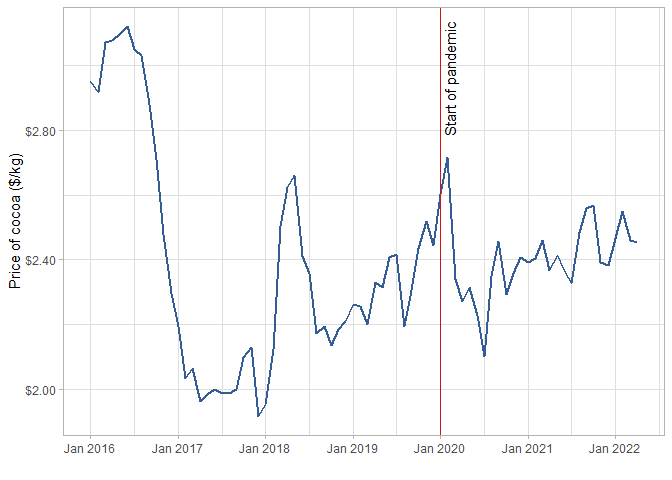 Start of pandemic
Price of cocoa ($/kg)
$2.80
$2.40
$2.00
Jan 2016 Jan 2017 Jan 2018 Jan 2019 Jan 2020 Jan 2021 Jan 2022